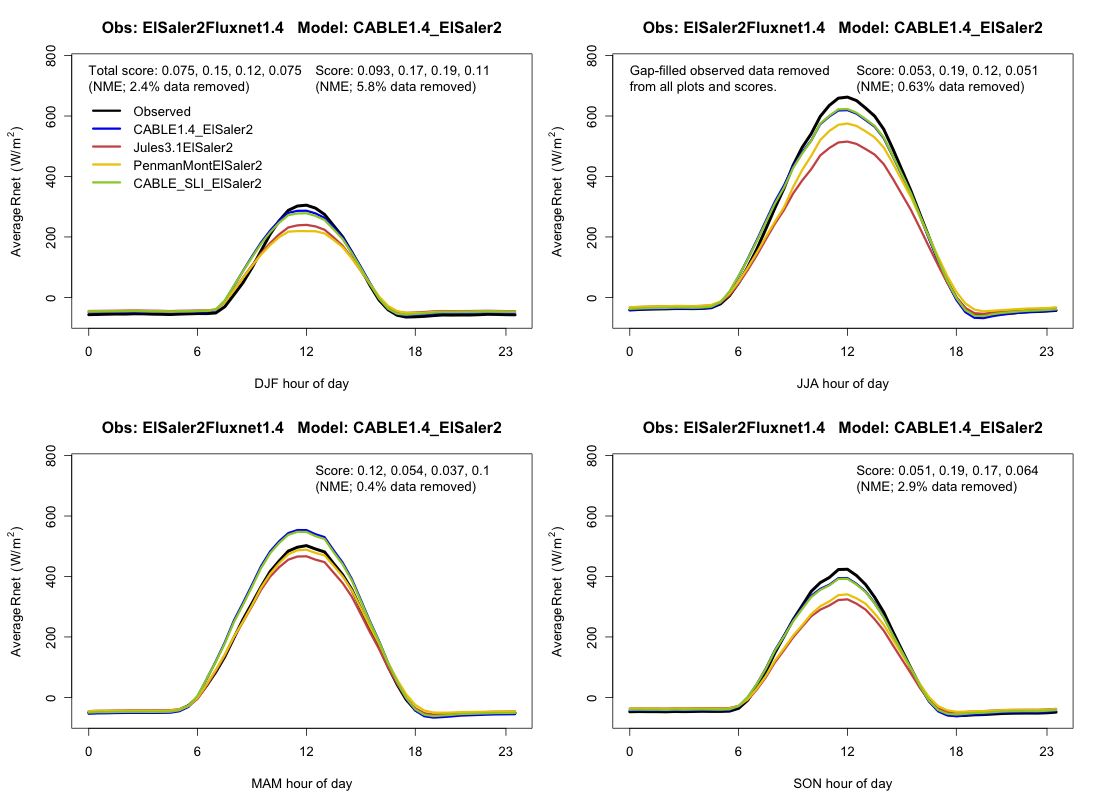 Obs: ElSaler2Fluxnet1.4 Model: CABLE1.4_ElSaler2
Total score: 0.075, 0.15, 0.12, 0.075
(NME; 2.4% data removed)
Score: 0.093, 0.17, 0.19, 0.11
(NME; 5.8% data removed)
Observed
CABLE1.4_ElSaler2
Jules3.1ElSaler2
PenmanMontElSaler2
CABLE_SLI_ElSaler2
Average Rnet (W/m²)
800
600
400
200
0
0 6 12 18 23
DJF hour of day
Obs: ElSaler2Fluxnet1.4 Model: CABLE1.4_ElSaler2
Gap-filled observed data removed
from all plots and scores.
Score: 0.053, 0.19, 0.12, 0.051
(NME; 0.63% data removed)
Average Rnet (W/m²)
800
600
400
200
0
0 6 12 18 23
JJA hour of day
Obs: ElSaler2Fluxnet1.4 Model: CABLE1.4_ElSaler2
Score: 0.12, 0.054, 0.037, 0.1
(NME; 0.4% data removed)
Average Rnet (W/m²)
800
600
400
200
0
0 6 12 18 23
MAM hour of day
Obs: ElSaler2Fluxnet1.4 Model: CABLE1.4_ElSaler2
Score: 0.051, 0.19, 0.17, 0.064
(NME; 2.9% data removed)
Average Rnet (W/m²)
800
600
400
200
0
0 6 12 18 23
SON hour of day